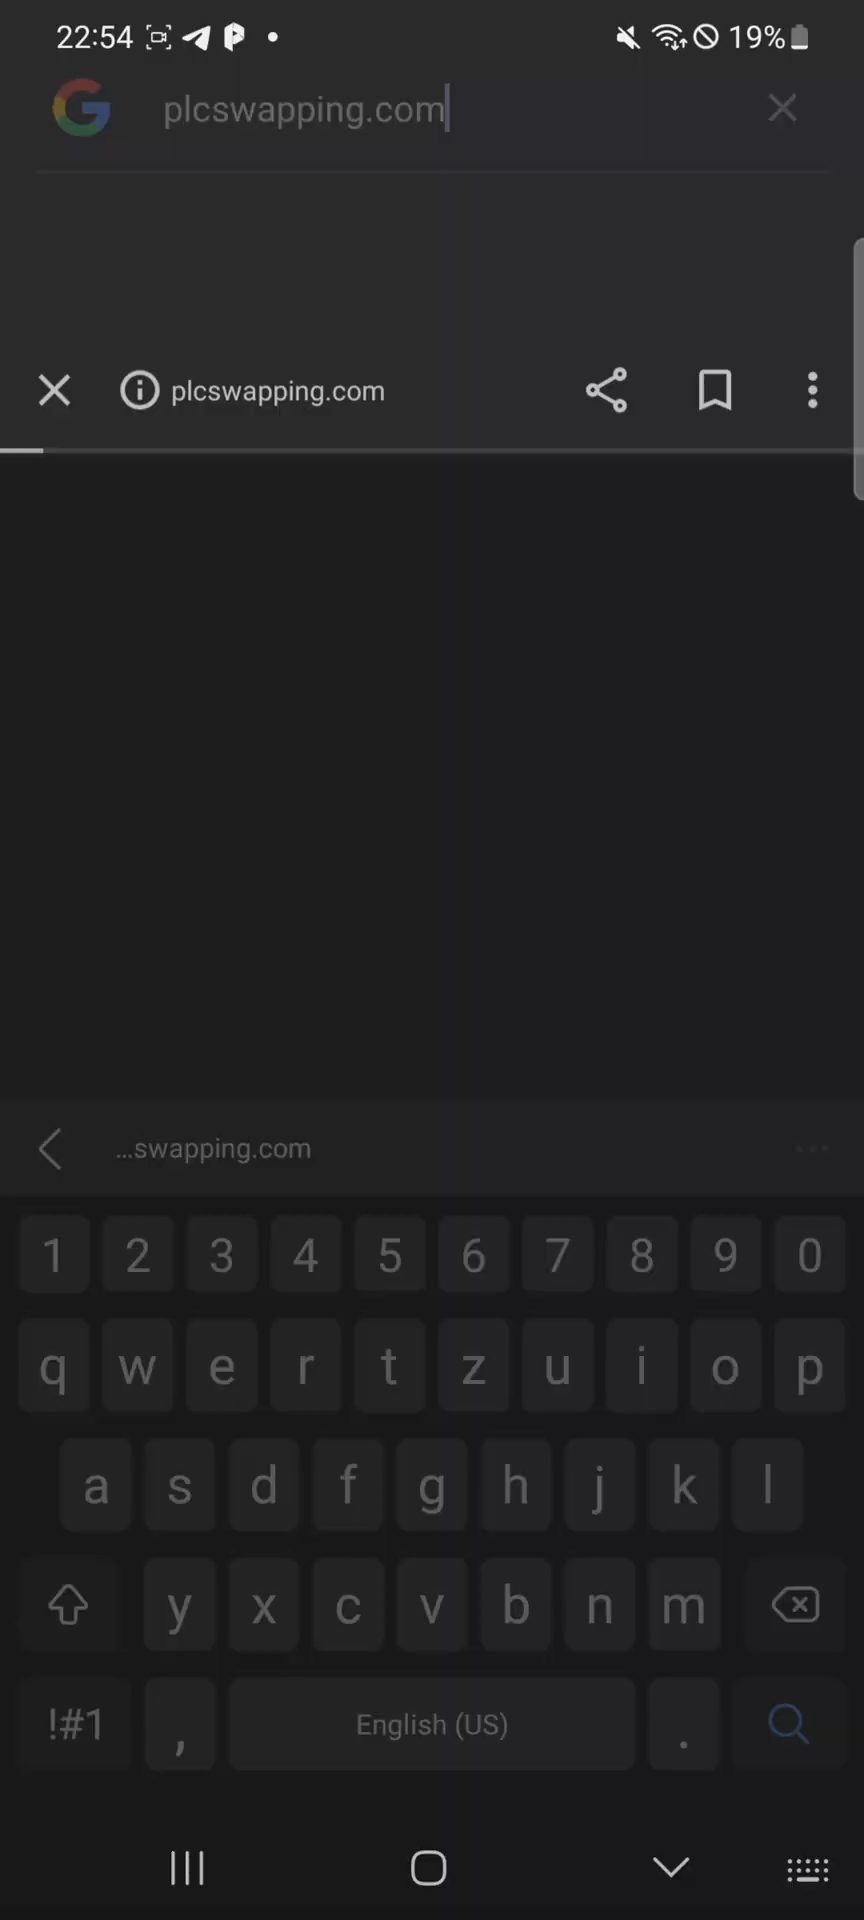 22:54 19%
plcswapping.com
plcswapping.com
...swapping.com
1 2 3 4 5 6 7 8 9 0
q w e r t z u i o p
a s d f g h j k l
y x c v b n m
!#1 , English (US) .